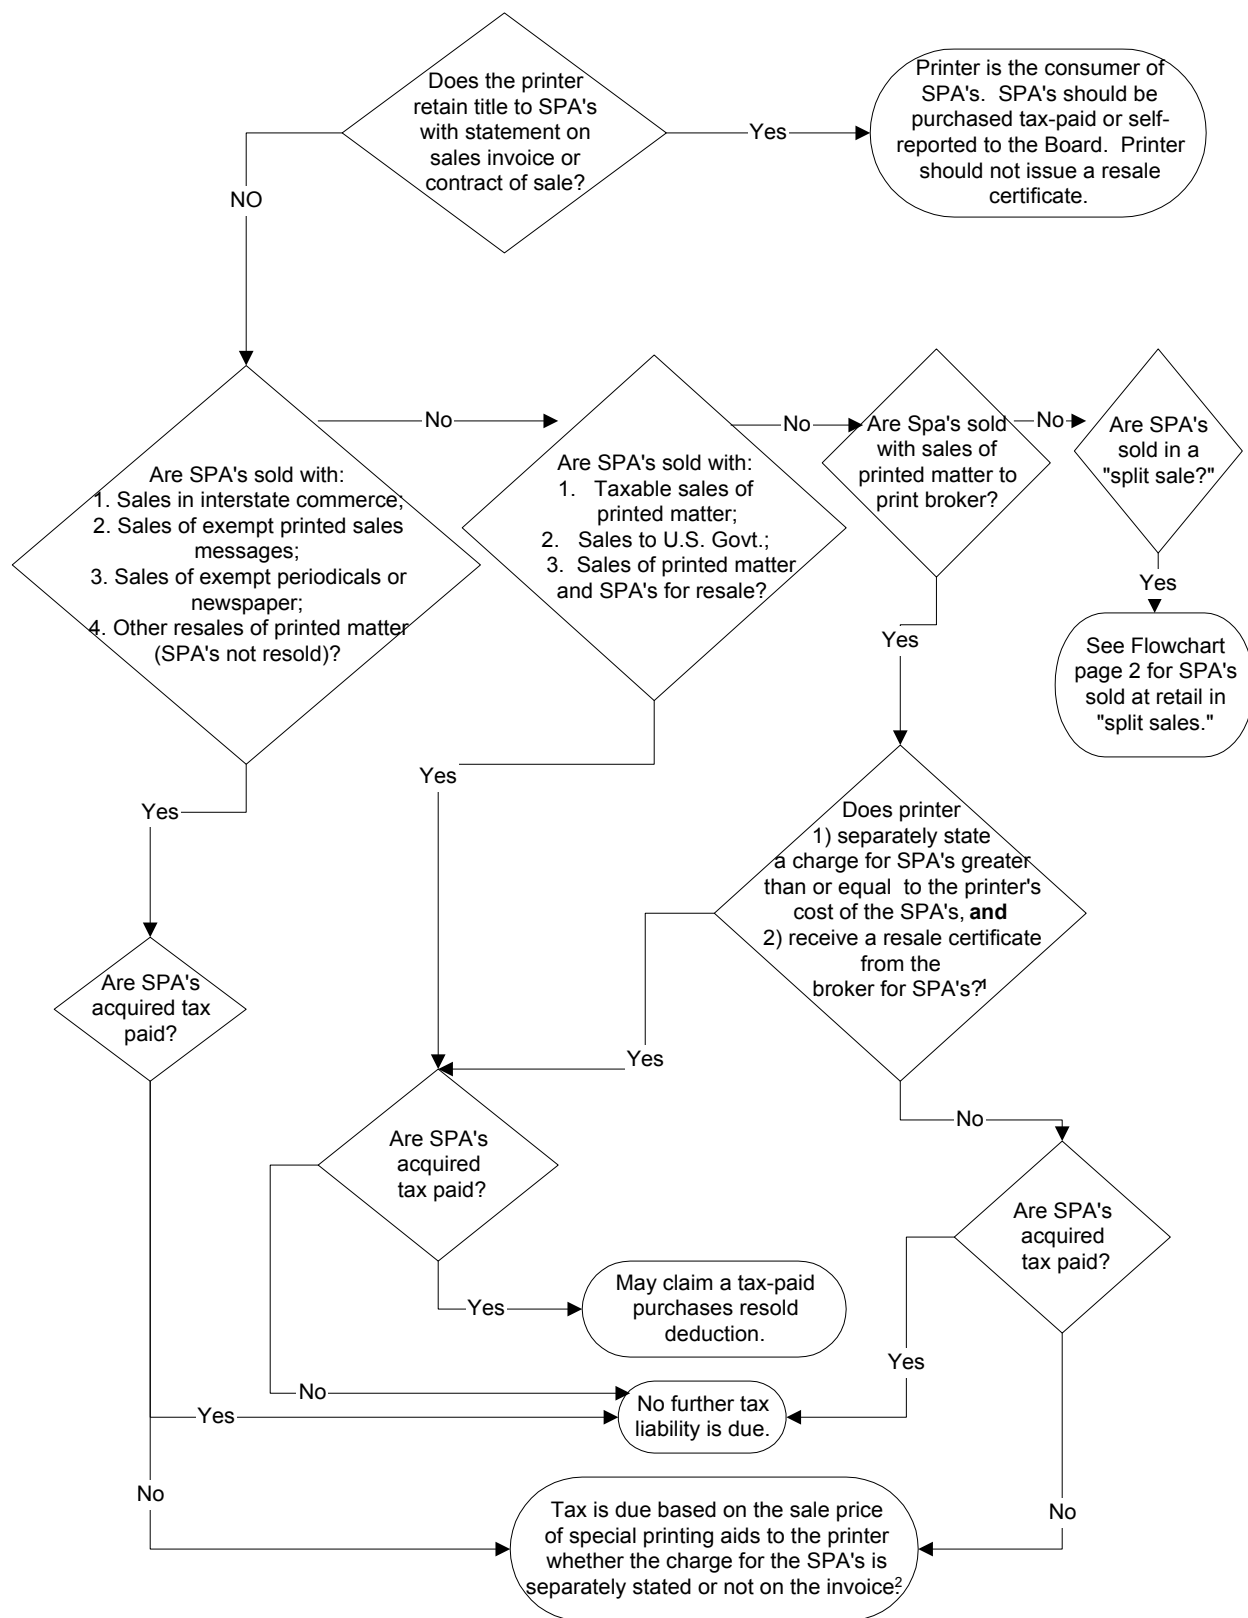 Does the printer
retain title to SPA's
with statement on
sales invoice or
contract of sale?
Yes
Printer is the consumer of
SPA's. SPA's should be
purchased tax-paid or self-
reported to the Board. Printer
should not issue a resale
certificate.
NO
Are SPA's sold with:
1. Sales in interstate commerce;
2. Sales of exempt printed sales
messages;
3. Sales of exempt periodicals or
newspaper;
4. Other resales of printed matter
(SPA's not resold)?
No
Are SPA's sold with:
1. Taxable sales of
printed matter;
2. Sales to U.S. Govt.;
3. Sales of printed matter
and SPA's for resale?
No
Are Spa's sold
with sales of
printed matter to
print broker?
No
Are SPA's
sold in a
"split sale?"
Yes
See Flowchart
page 2 for SPA's
sold at retail in
"split sales."
Yes
Yes
Yes
Does printer
1) separately state
a charge for SPA's greater
than or equal to the printer's
cost of the SPA's, and
2) receive a resale certificate
from the
broker for SPA's?1
Are SPA's
acquired tax
paid?
Yes
No
Are SPA's
acquired
tax paid?
Are SPA's
acquired
tax paid?
Yes
May claim a tax-paid
purchases resold
deduction.
Yes
No
Yes
No further tax
liability is due.
No
No
Tax is due based on the sale price
of special printing aids to the printer
whether the charge for the SPA's is
separately stated or not on the invoice.2